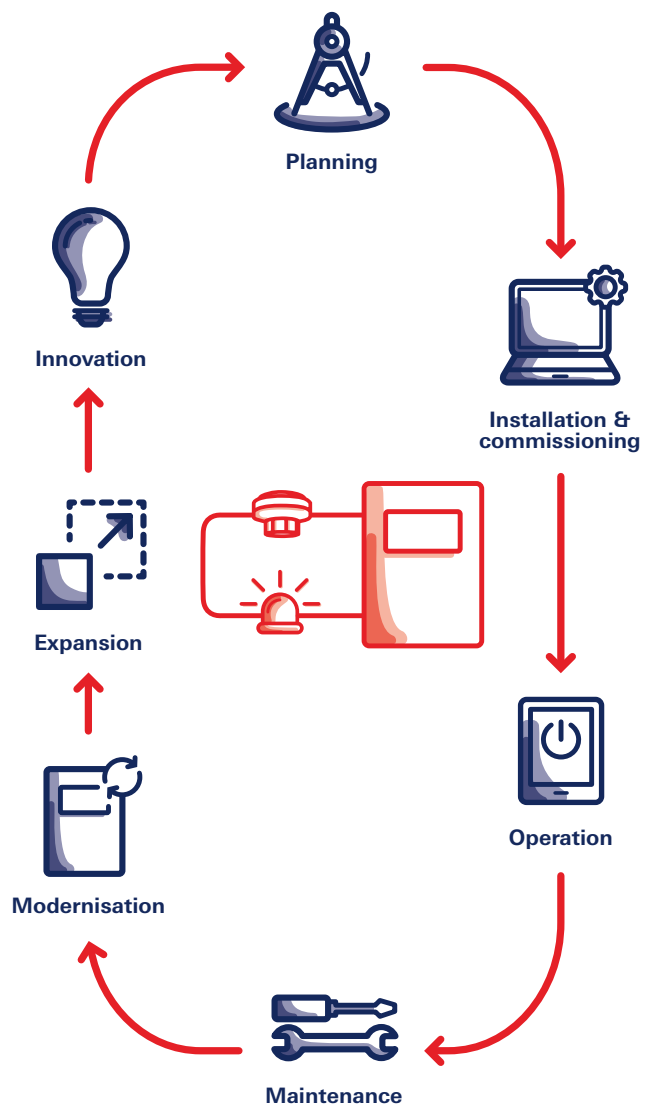 Planning
Installation &
commissioning
Operation
Maintenance
Modernisation
Expansion
Innovation